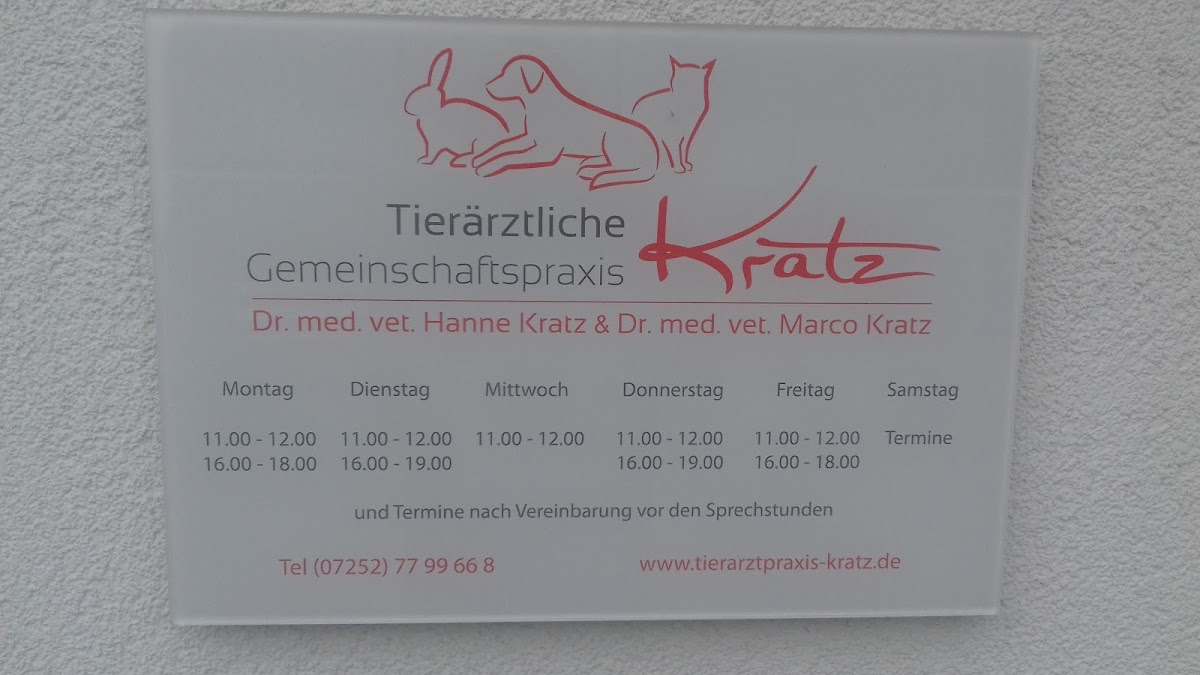 Tierärztliche
Gemeinschaftspraxis Kratz
Dr. med. vet. Hanne Kratz & Dr. med. vet. Marco Kratz
Montag Dienstag Mittwoch Donnerstag Freitag Samstag
11.00 - 12.00 11.00 - 12.00 11.00 - 12.00 11.00 - 12.00 11.00 - 12.00 Termine
16.00 - 18.00 16.00 - 19.00 16.00 - 19.00 16.00 - 18.00
und Termine nach Vereinbarung vor den Sprechstunden
Tel (07252) 77 99 66 8 www.tierarztpraxis-kratz.de